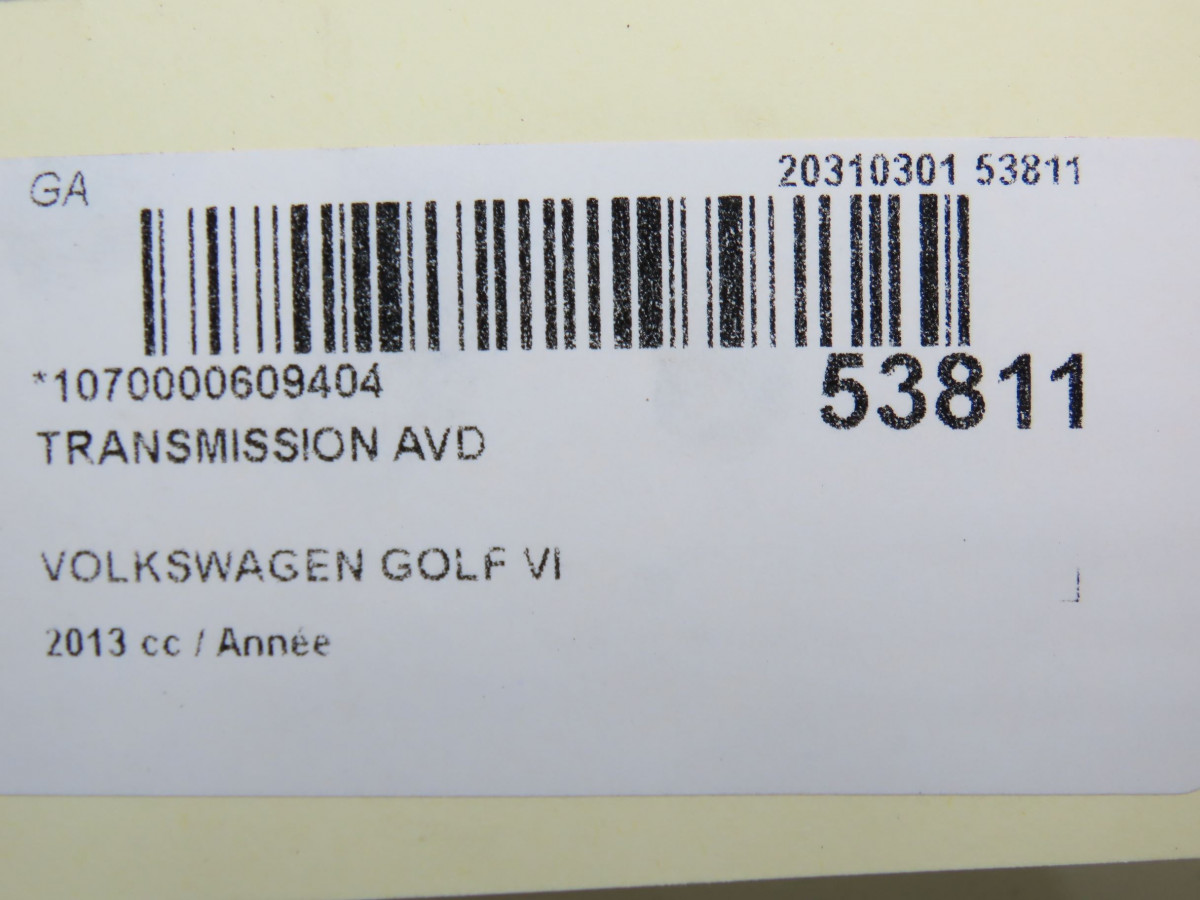 GA
20310301 53811
*1070000609404
53811
TRANSMISSION AVD
VOLKSWAGEN GOLF VI
2013 cc / Année